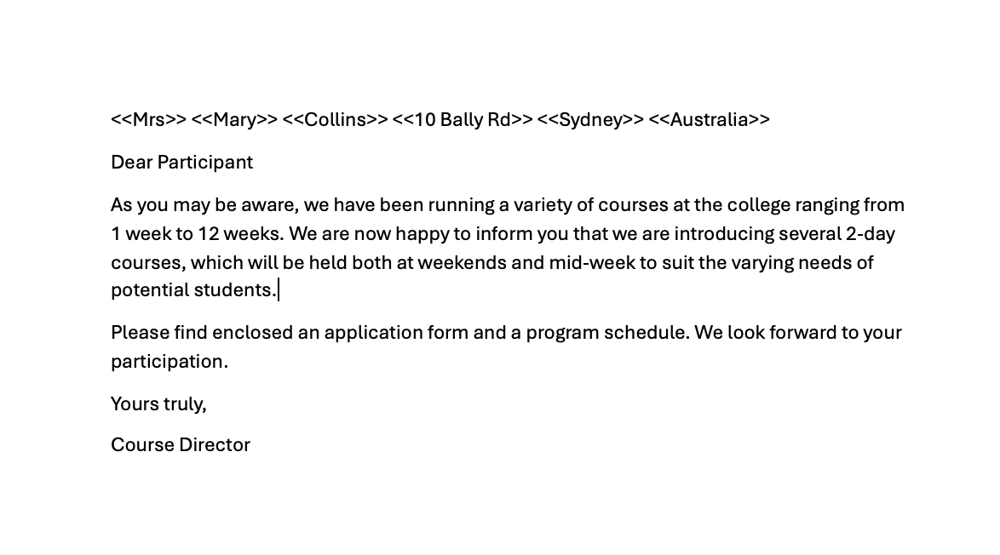 <<Mrs>> <<Mary>> <<Collins>> <<10 Bally Rd>> <<Sydney>> <<Australia>>
Dear Participant
As you may be aware, we have been running a variety of courses at the college ranging from
1 week to 12 weeks. We are now happy to inform you that we are introducing several 2-day
courses, which will be held both at weekends and mid-week to suit the varying needs of
potential students.
Please find enclosed an application form and a program schedule. We look forward to your
participation.
Yours truly,
Course Director